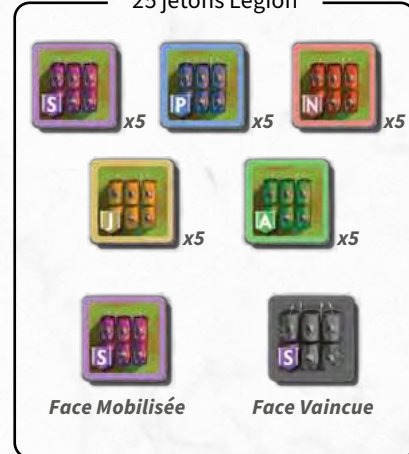 25 jetons Légion
S
P
N
x5
x5
x5
J
A
x5
x5
S
S
Face Mobilisée
Face Vaincue